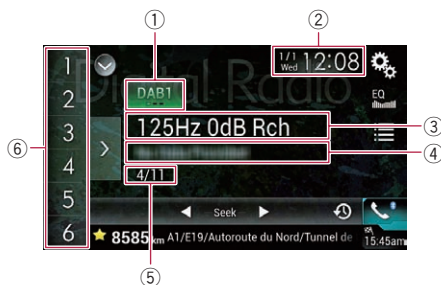 ① ②
1/1 Wed 12:08
Digital Radio
1
2
3
4
5
6
DAB1
EQ
125Hz 0dB Rch
③
④
⑥
4/11
Seek
8585 km A1/E19/Autoroute du Nord/Tunnel de
15:45am
⑤